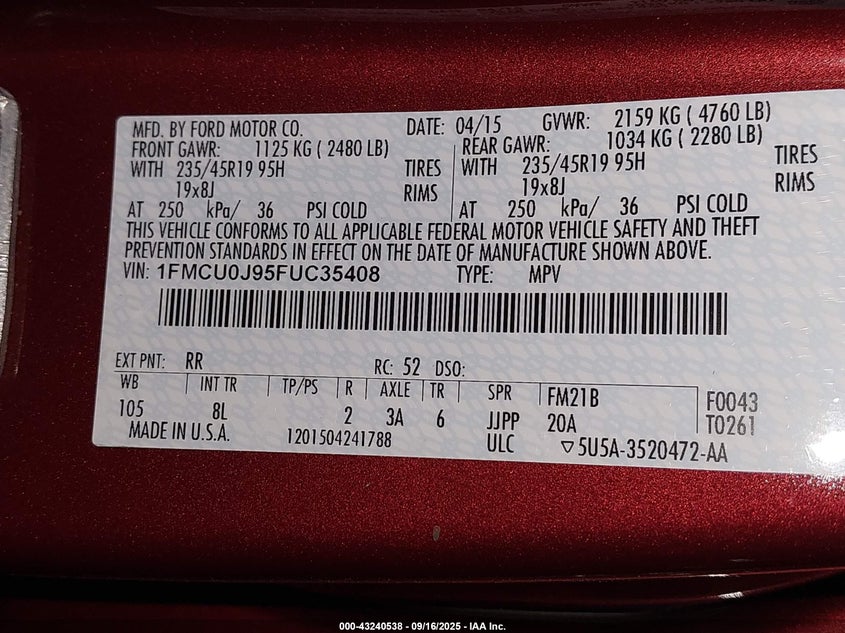 MFD. BY FORD MOTOR CO. DATE: 04/15 GVWR: 2159 KG ( 4760 LB)
FRONT GAWR: 1125 KG ( 2480 LB) REAR GAWR: 1034 KG ( 2280 LB)
WITH 235/45R19 95H TIRES WITH 235/45R19 95H TIRES
19x8J RIMS 19x8J RIMS
AT 250 kPa/ 36 PSI COLD AT 250 kPa/ 36 PSI COLD
THIS VEHICLE CONFORMS TO ALL APPLICABLE FEDERAL MOTOR VEHICLE SAFETY AND THEFT
PREVENTION STANDARDS IN EFFECT ON THE DATE OF MANUFACTURE SHOWN ABOVE.
VIN: 1FMCU0J95FUC35408 TYPE: MPV
EXT PNT: RR RC: 52 DSO:
WB INT TR TP/PS R AXLE TR SPR FM21B F0043
105 8L 2 3A 6 JJPP 20A T0261
MADE IN U.S.A. 1201504241788 ULC ▽5U5A-3520472-AA
000-43240538 - 09/16/2025 - IAA Inc.